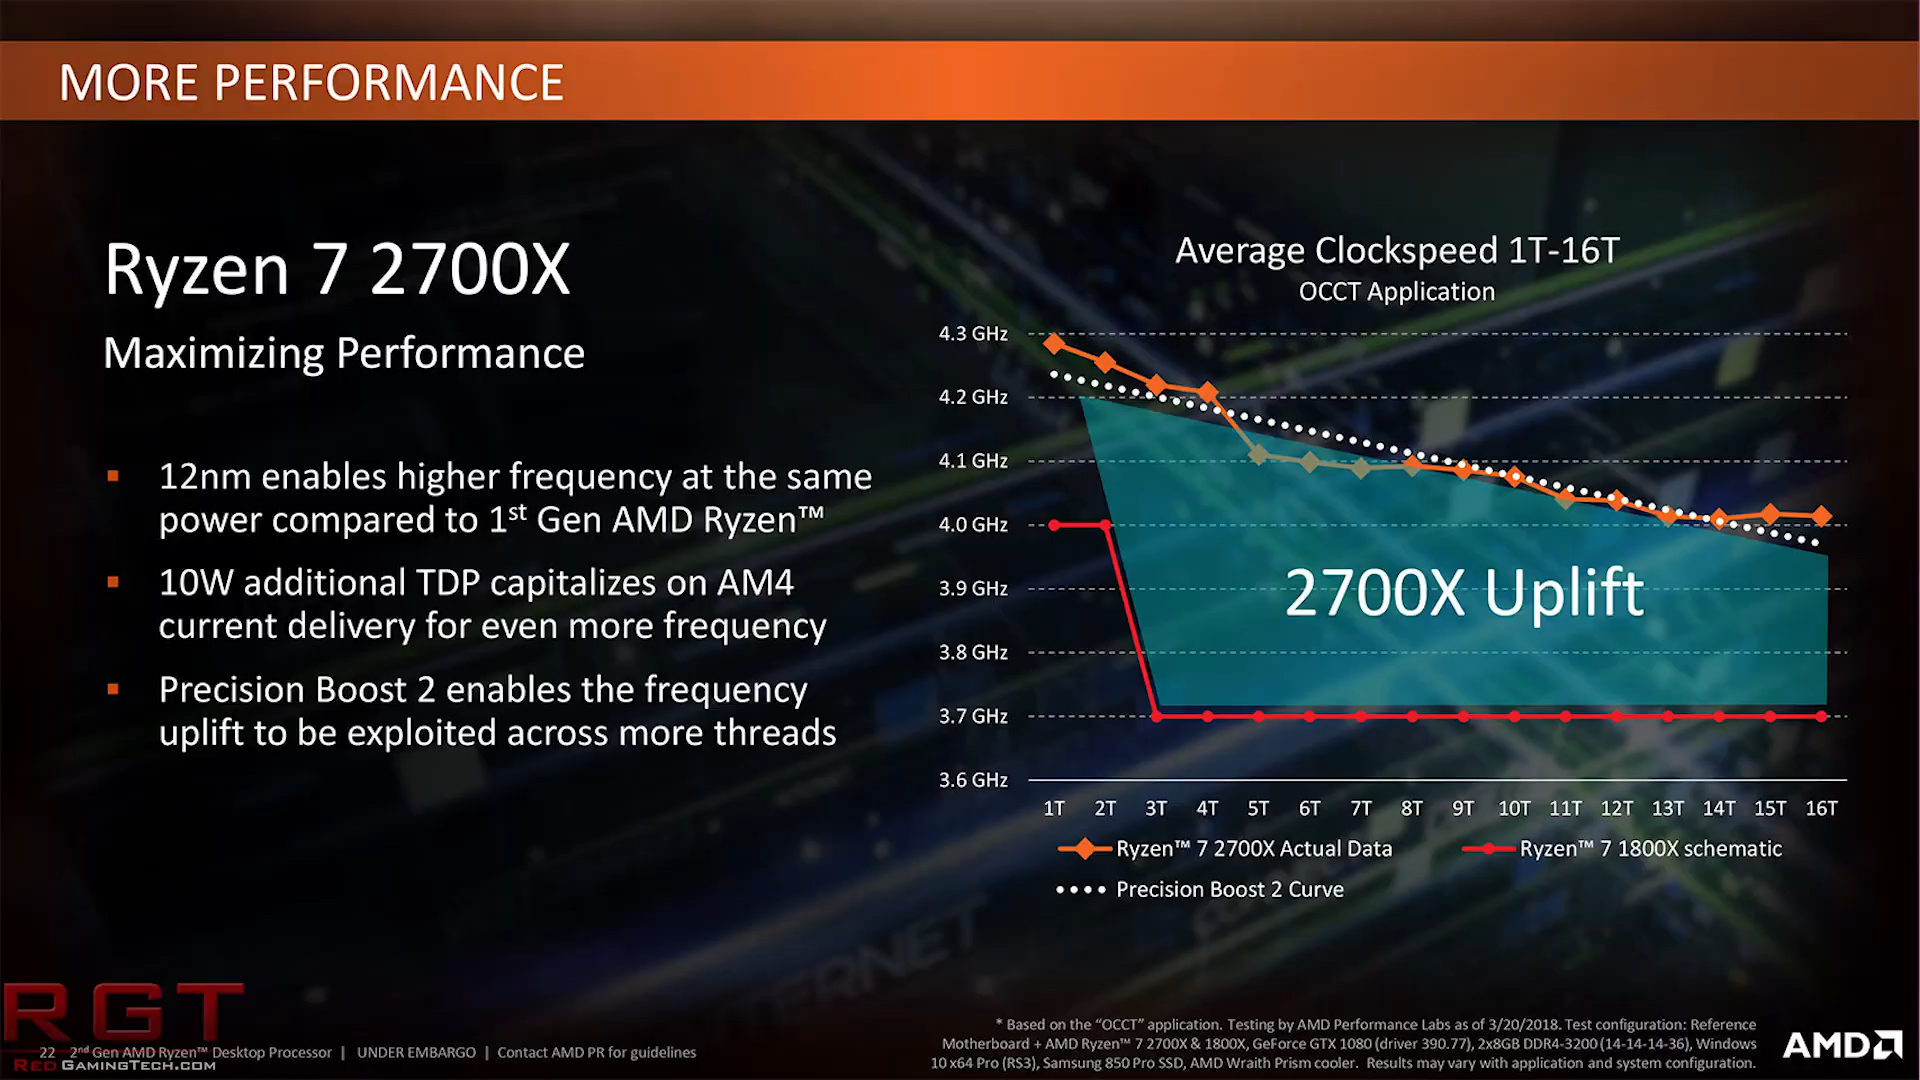 MORE PERFORMANCE
Ryzen 7 2700X
Maximizing Performance
▪ 12nm enables higher frequency at the same
power compared to 1st Gen AMD Ryzen™
▪ 10W additional TDP capitalizes on AM4
current delivery for even more frequency
▪ Precision Boost 2 enables the frequency
uplift to be exploited across more threads
Average Clockspeed 1T-16T
OCCT Application
4.3 GHz
4.2 GHz
4.1 GHz
4.0 GHz
3.9 GHz
3.8 GHz
3.7 GHz
3.6 GHz
2700X Uplift
1T 2T 3T 4T 5T 6T 7T 8T 9T 10T 11T 12T 13T 14T 15T 16T
Ryzen™ 7 2700X Actual Data
Ryzen™ 7 1800X schematic
Precision Boost 2 Curve
INTERNET
RGT
22 2nd Gen AMD Ryzen™ Desktop Processor | UNDER EMBARGO | Contact AMD PR for guidelines
RedGamingTech.com
* Based on the “OCCT” application. Testing by AMD Performance Labs as of 3/20/2018. Test configuration: Reference
Motherboard + AMD Ryzen™ 7 2700X & 1800X, GeForce GTX 1080 (driver 390.77), 2x8GB DDR4-3200 (14-14-14-36), Windows
10 x64 Pro (RS3), Samsung 850 Pro SSD, AMD Wraith Prism cooler. Results may vary with application and system configuration.
AMD